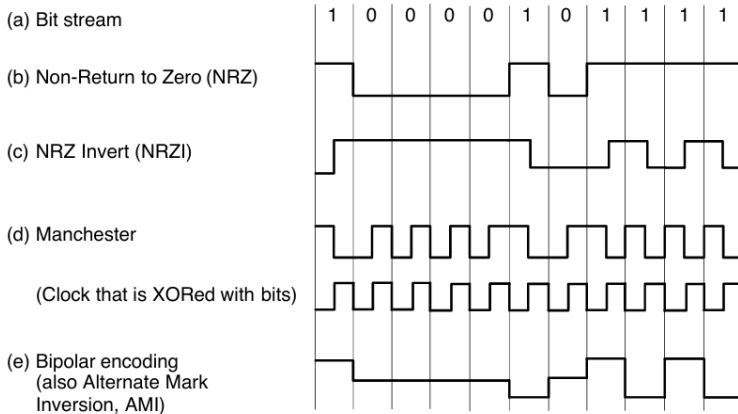 (a) Bit stream 1 0 0 0 0 1 0 1 1 1 1
(b) Non-Return to Zero (NRZ)
(c) NRZ Invert (NRZI)
(d) Manchester
(Clock that is XORed with bits)
(e) Bipolar encoding
(also Alternate Mark
Inversion, AMI)